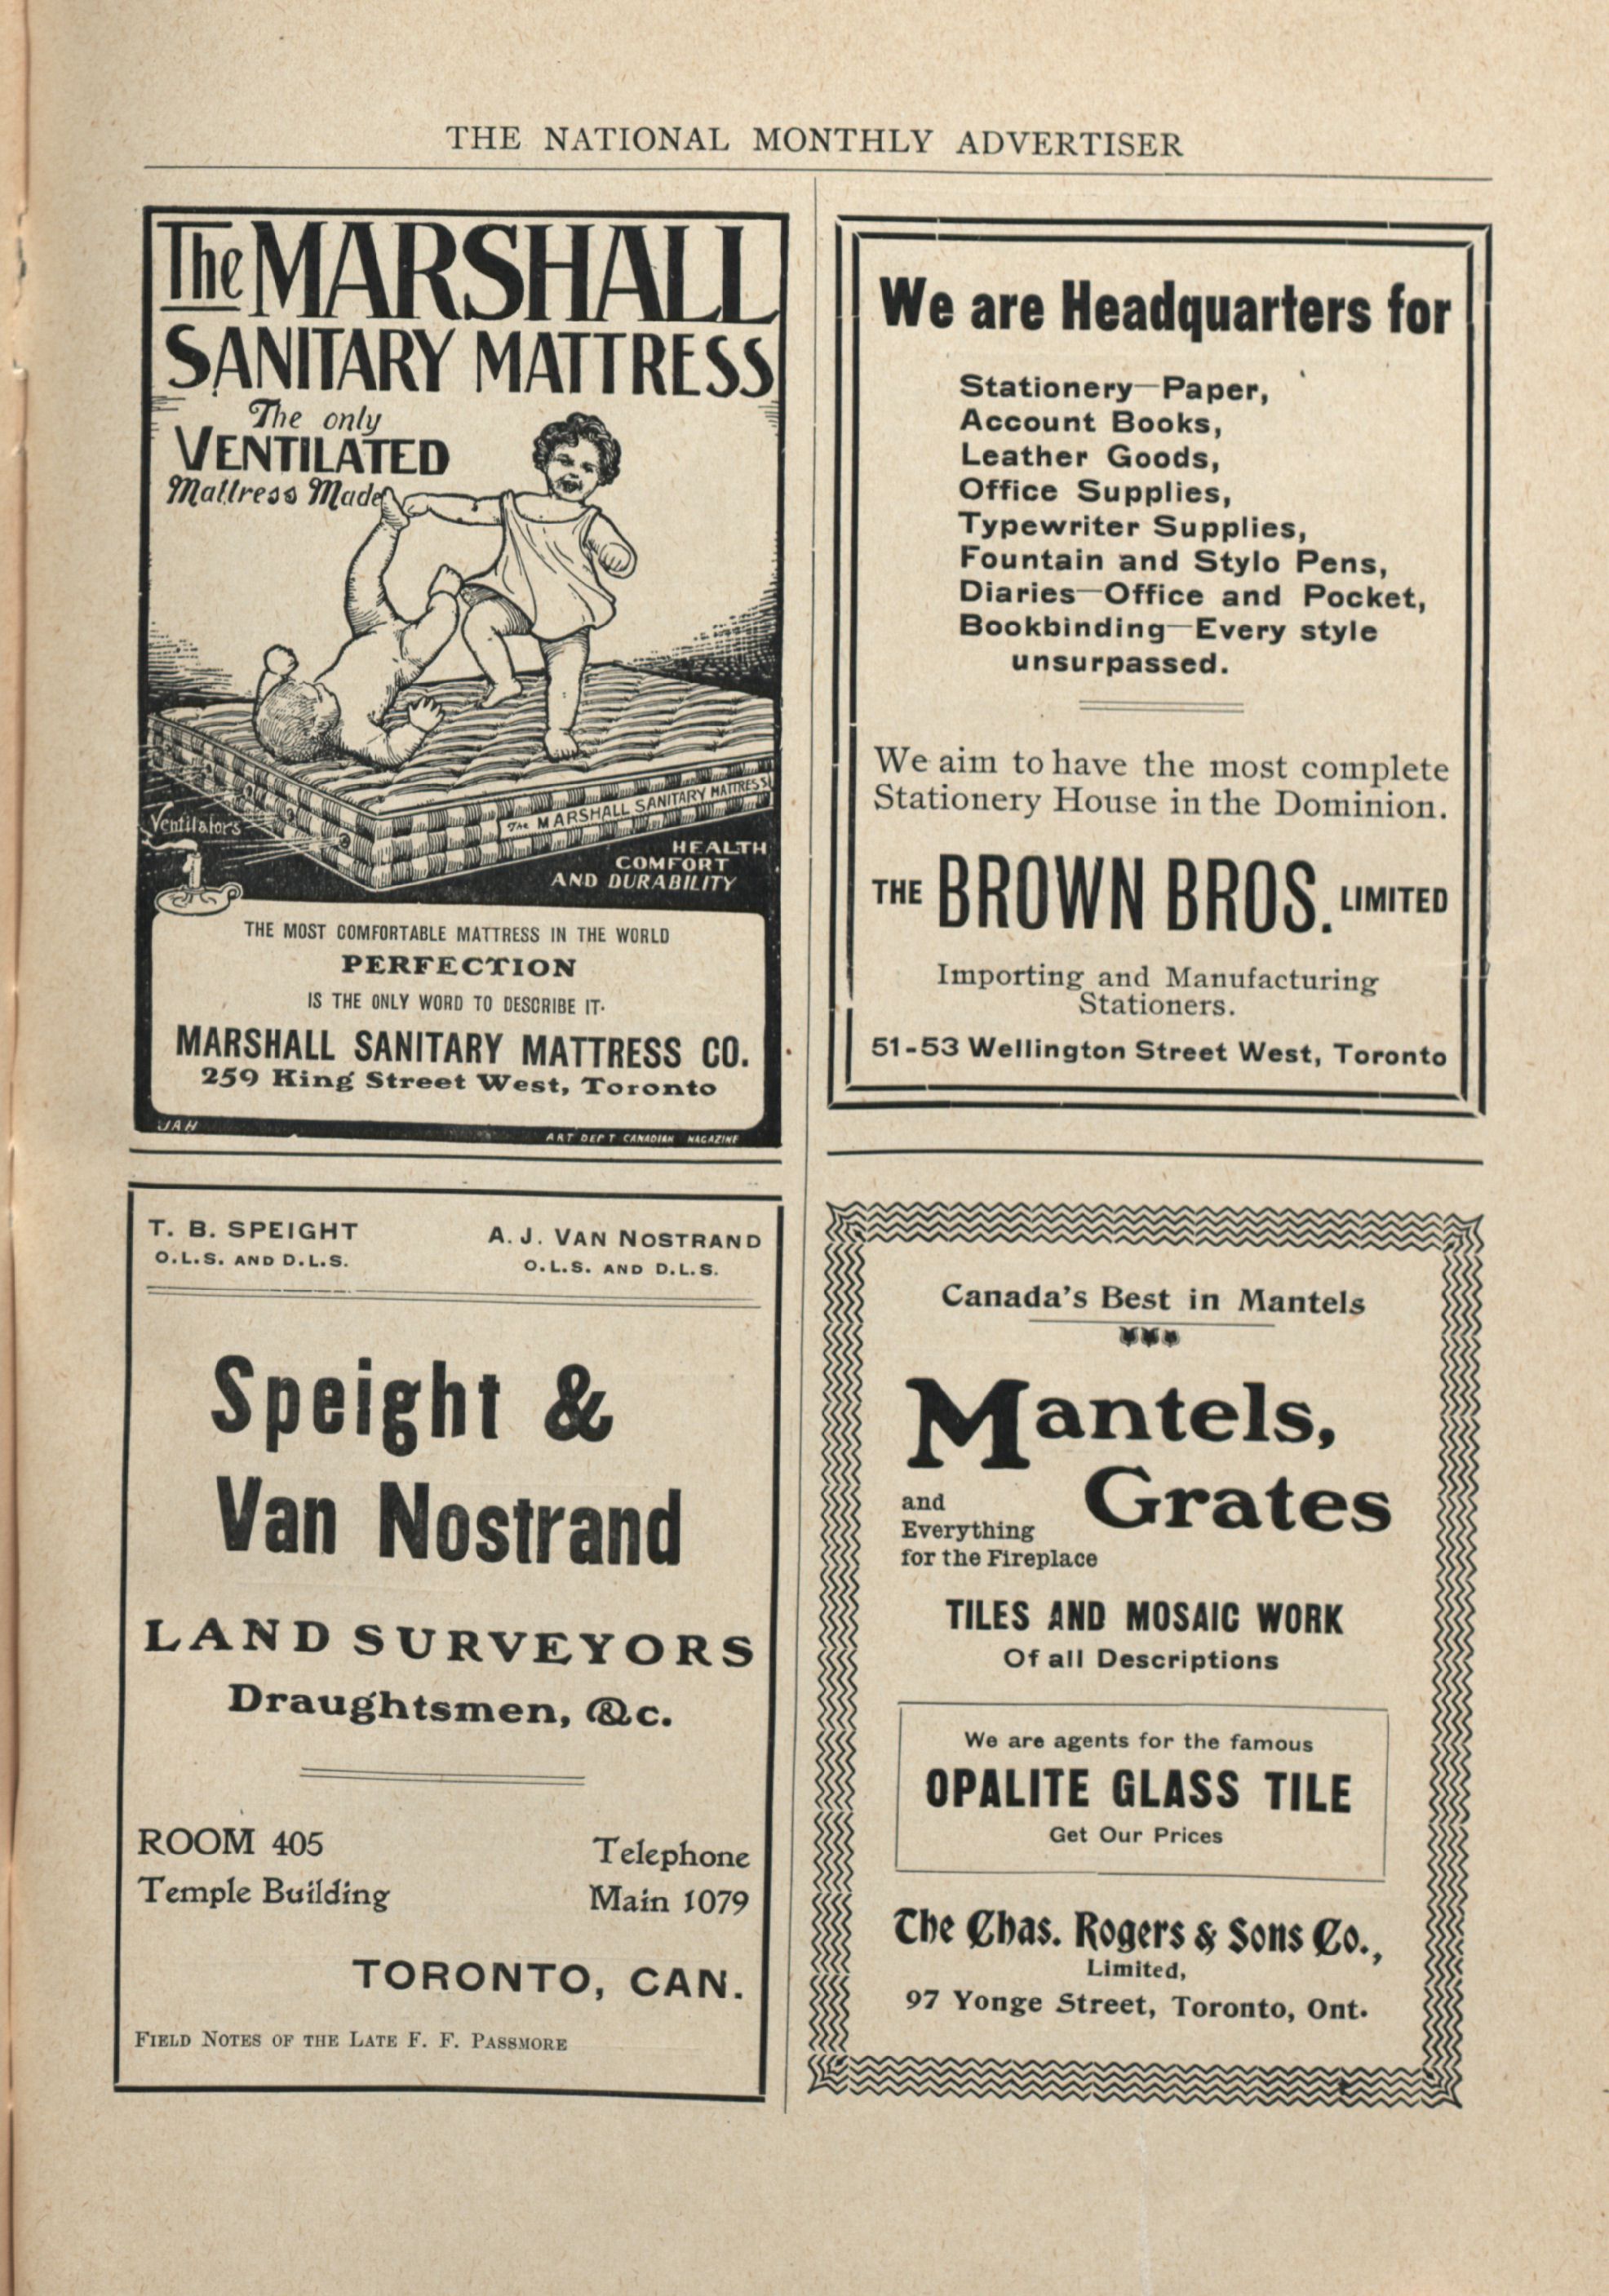 THE NATIONAL MONTHLY ADVERTISER
The MARSHALL
SANITARY MATTRESS
The only
VENTILATED
Mattress Made
Ventilators
The MARSHALL SANITARY MATTRESS
HEALTH
COMFORT
AND DURABILITY
THE MOST COMFORTABLE MATTRESS IN THE WORLD
PERFECTION
IS THE ONLY WORD TO DESCRIBE IT.
MARSHALL SANITARY MATTRESS CO.
259 King Street West, Toronto
JAH
ART DEPT CANADIAN MAGAZINE
We are Headquarters for
Stationery—Paper,
Account Books,
Leather Goods,
Office Supplies,
Typewriter Supplies,
Fountain and Stylo Pens,
Diaries—Office and Pocket,
Bookbinding—Every style
unsurpassed.
We aim to have the most complete
Stationery House in the Dominion.
THE BROWN BROS. LIMITED
Importing and Manufacturing
Stationers.
51-53 Wellington Street West, Toronto
T. B. SPEIGHT
O.L.S. AND D.L.S.
A. J. VAN NOSTRAND
O.L.S. AND D.L.S.
Speight &
Van Nostrand
LAND SURVEYORS
Draughtsmen, &c.
ROOM 405
Temple Building
Telephone
Main 1079
TORONTO, CAN.
FIELD NOTES OF THE LATE F. F. PASSMORE
Canada's Best in Mantels
Mantels,
Grates
and
Everything
for the Fireplace
TILES AND MOSAIC WORK
Of all Descriptions
We are agents for the famous
OPALITE GLASS TILE
Get Our Prices
The Chas. Rogers & Sons Co.,
Limited,
97 Yonge Street, Toronto, Ont.